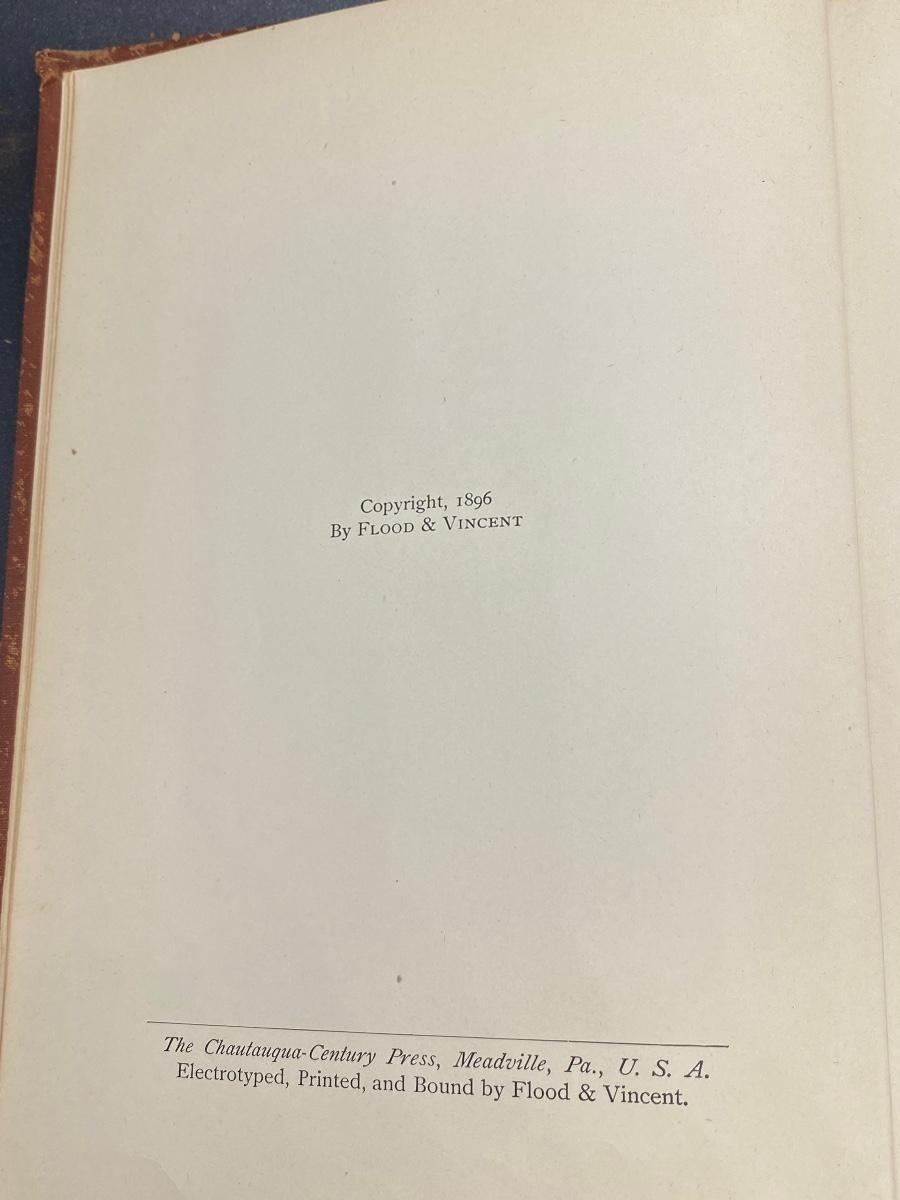 Copyright, 1896
By Flood & Vincent
The Chautauqua-Century Press, Meadville, Pa., U. S. A.
Electrotyped, Printed, and Bound by Flood & Vincent.